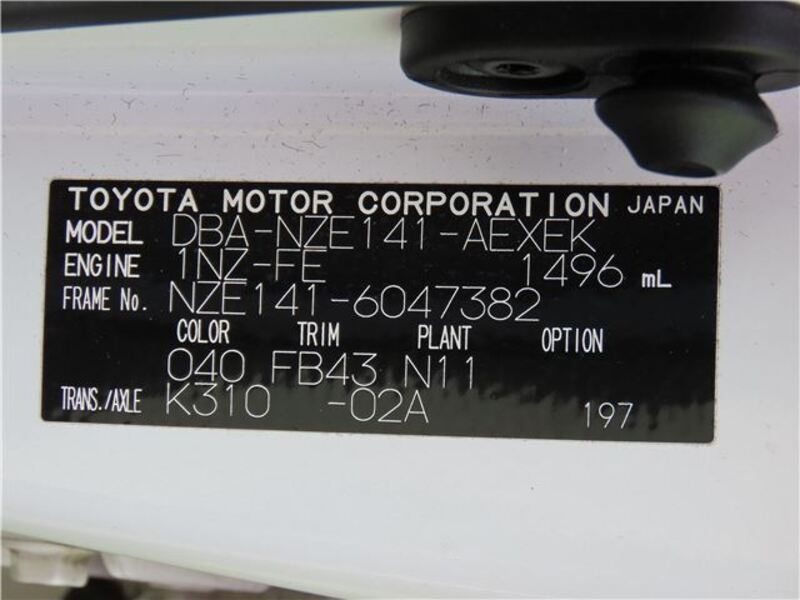 TOYOTA MOTOR CORPORATION JAPAN
MODEL DBA-NZE141-AEXEK
ENGINE 1NZ-FE 1496 mL
FRAME No. NZE141-6047382
COLOR TRIM PLANT OPTION
040 FB43 N11
TRANS./AXLE K310 -02A 197